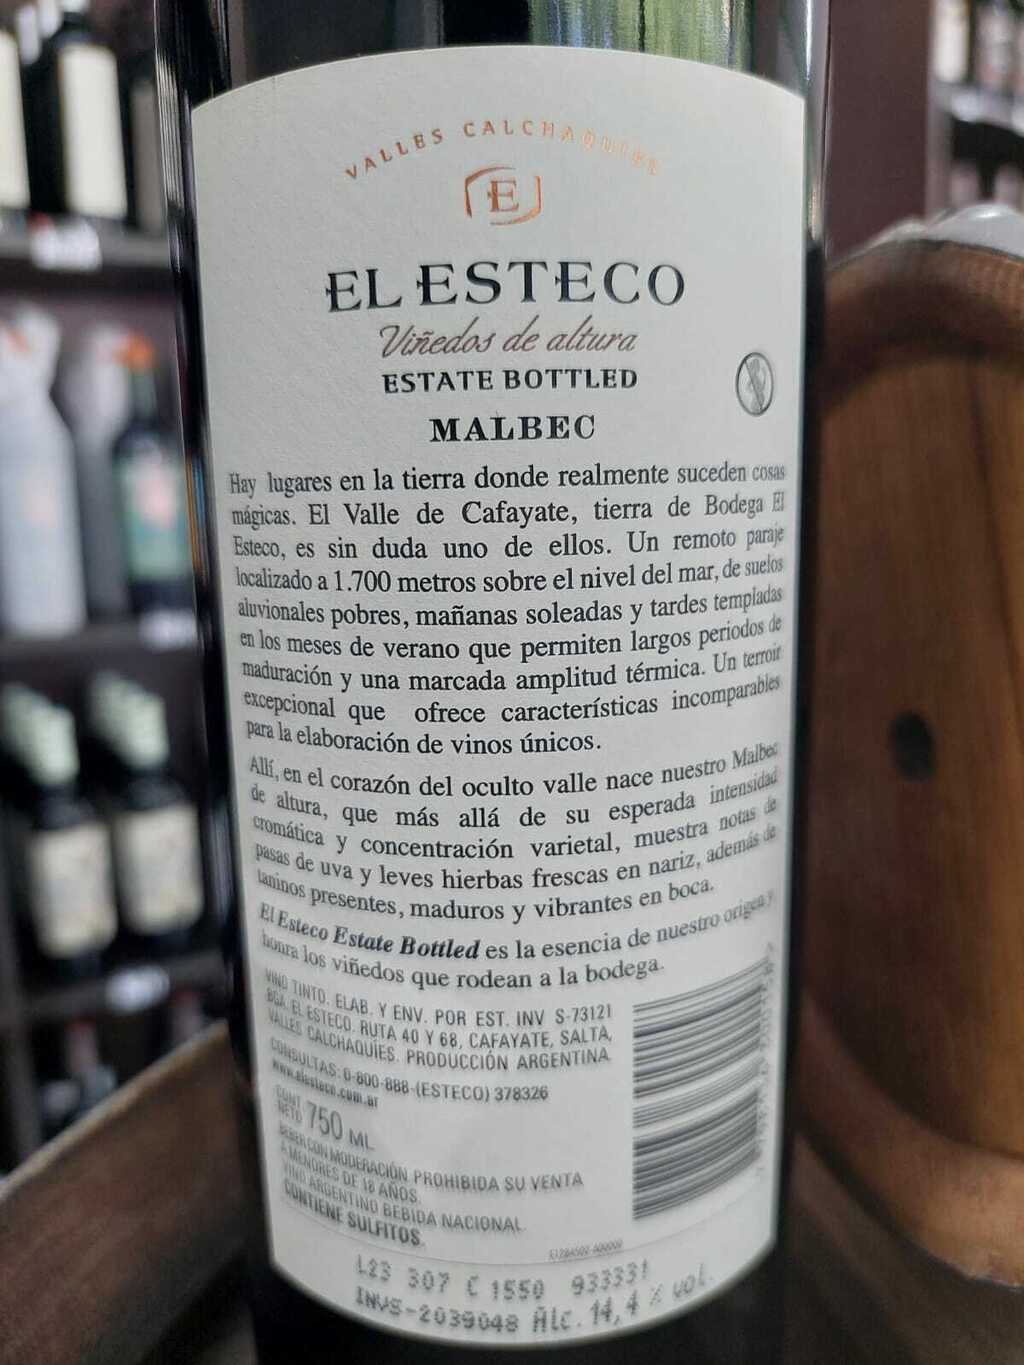 VALLES CALCHAQUIES
E
EL ESTECO
Viñedos de altura
ESTATE BOTTLED
MALBEC
Hay lugares en la tierra donde realmente suceden cosas
mágicas. El Valle de Cafayate, tierra de Bodega El
Esteco, es sin duda uno de ellos. Un remoto paraje
localizado a 1.700 metros sobre el nivel del mar, de suelos
aluvionales pobres, mañanas soleadas y tardes templadas
en los meses de verano que permiten largos periodos de
maduración y una marcada amplitud térmica. Un terroir
excepcional que ofrece características incomparables
para la elaboración de vinos únicos.
Allí, en el corazón del oculto valle nace nuestro Malbec
de altura, que más allá de su esperada intensidad
cromática y concentración varietal, muestra notas de
pasas de uva y leves hierbas frescas en nariz, además de
taninos presentes, maduros y vibrantes en boca.
El Esteco Estate Bottled es la esencia de nuestro origen y
honra los viñedos que rodean a la bodega.
VINO TINTO. ELAB. Y ENV. POR EST. INV S-73121
BGA. EL ESTECO. RUTA 40 Y 68, CAFAYATE, SALTA,
VALLES CALCHAQUÍES. PRODUCCIÓN ARGENTINA
CONSULTAS: 0-800-888-(ESTECO) 378326
www.elesteco.com.ar
CONT. NETO 750 ML
BEBER CON MODERACIÓN PROHIBIDA SU VENTA
A MENORES DE 18 AÑOS.
VINO ARGENTINO BEBIDA NACIONAL
CONTIENE SULFITOS.
L23 307 C 1550 933331
INVS-2039048 Alc. 14,4 % vol.